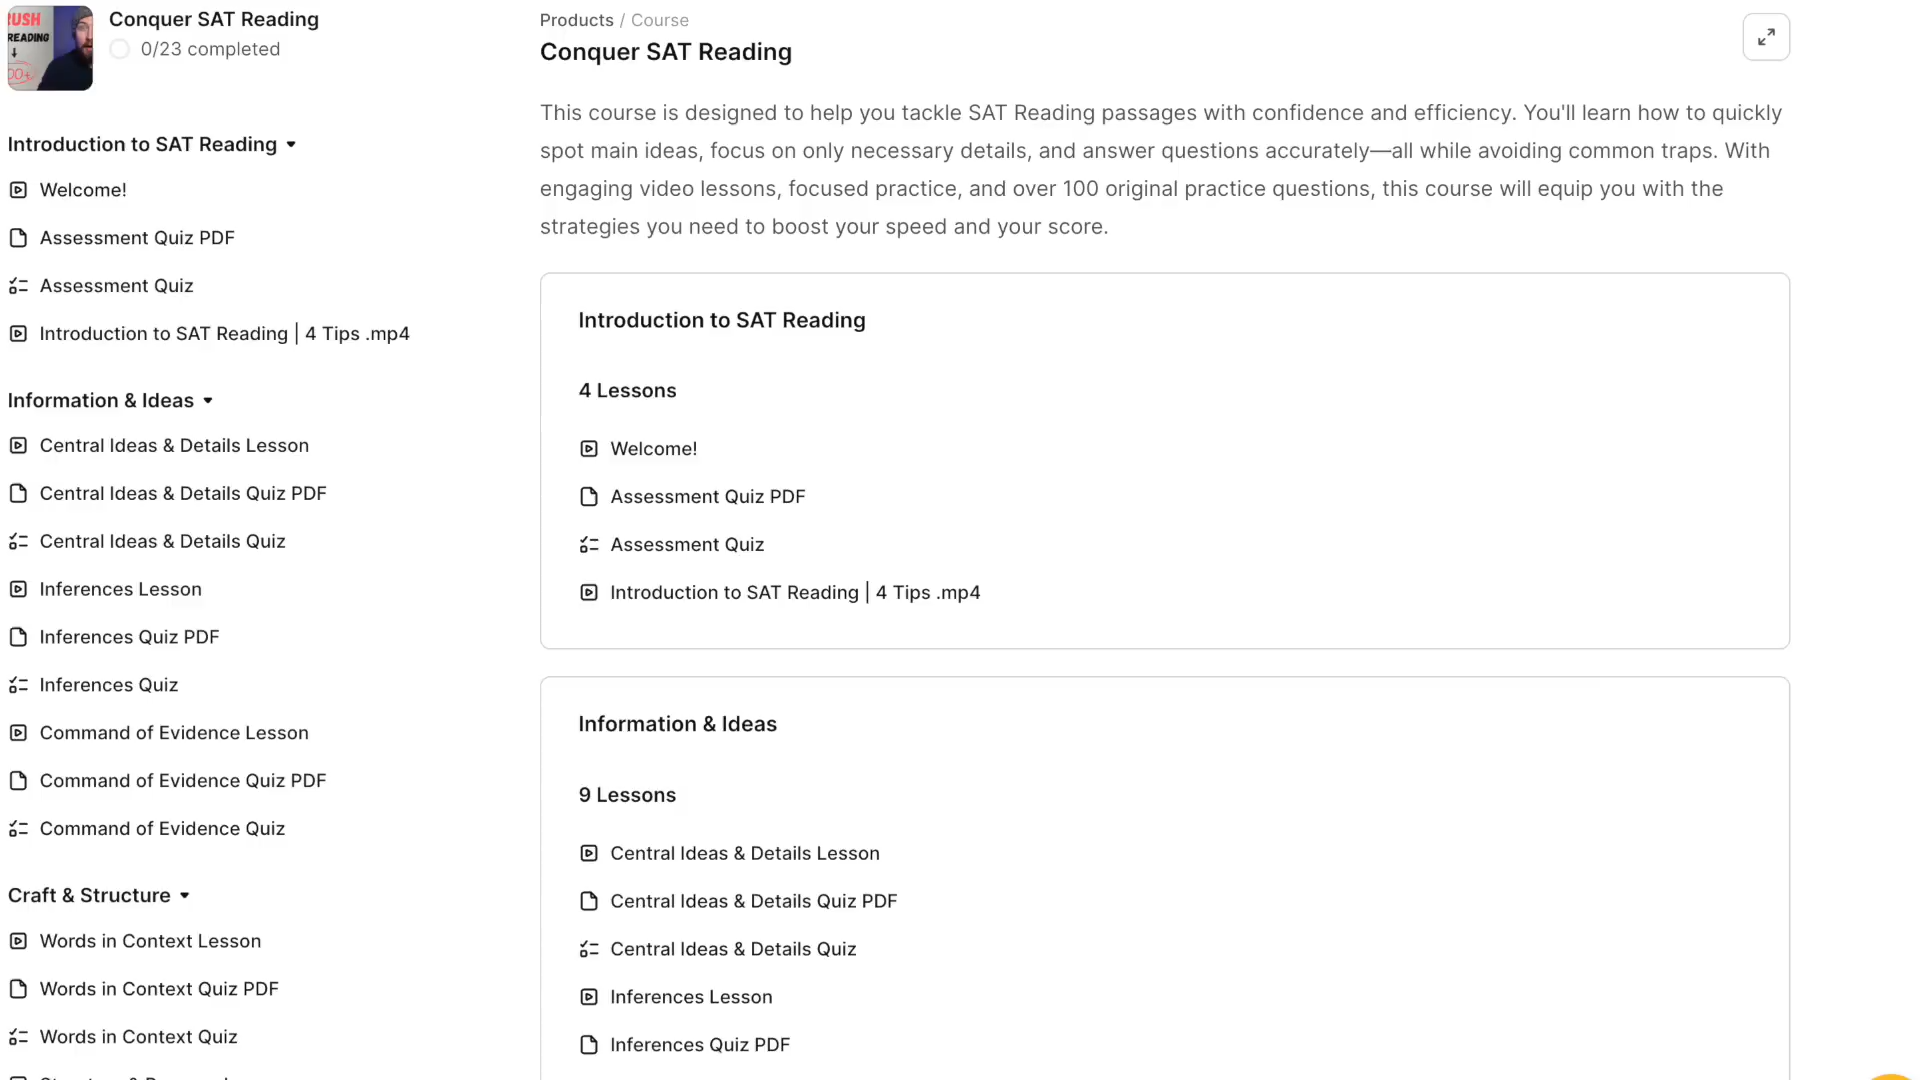 USH
READING
00+
Conquer SAT Reading
0/23 completed
Introduction to SAT Reading
Welcome!
Assessment Quiz PDF
Assessment Quiz
Introduction to SAT Reading | 4 Tips .mp4
Information & Ideas
Central Ideas & Details Lesson
Central Ideas & Details Quiz PDF
Central Ideas & Details Quiz
Inferences Lesson
Inferences Quiz PDF
Inferences Quiz
Command of Evidence Lesson
Command of Evidence Quiz PDF
Command of Evidence Quiz
Craft & Structure
Words in Context Lesson
Words in Context Quiz PDF
Words in Context Quiz
Products / Course
Conquer SAT Reading
This course is designed to help you tackle SAT Reading passages with confidence and efficiency. You'll learn how to quickly
spot main ideas, focus on only necessary details, and answer questions accurately—all while avoiding common traps. With
engaging video lessons, focused practice, and over 100 original practice questions, this course will equip you with the
strategies you need to boost your speed and your score.
Introduction to SAT Reading
4 Lessons
Welcome!
Assessment Quiz PDF
Assessment Quiz
Introduction to SAT Reading | 4 Tips .mp4
Information & Ideas
9 Lessons
Central Ideas & Details Lesson
Central Ideas & Details Quiz PDF
Central Ideas & Details Quiz
Inferences Lesson
Inferences Quiz PDF